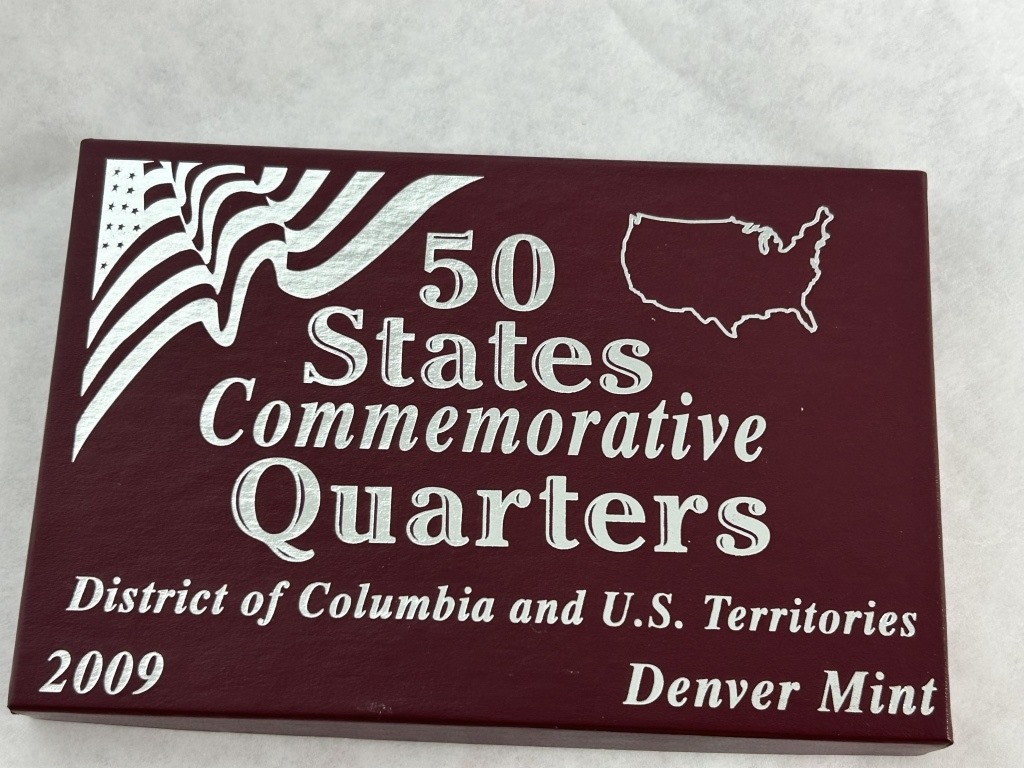 50
States
Commemorative
Quarters
District of Columbia and U.S. Territories
2009
Denver Mint